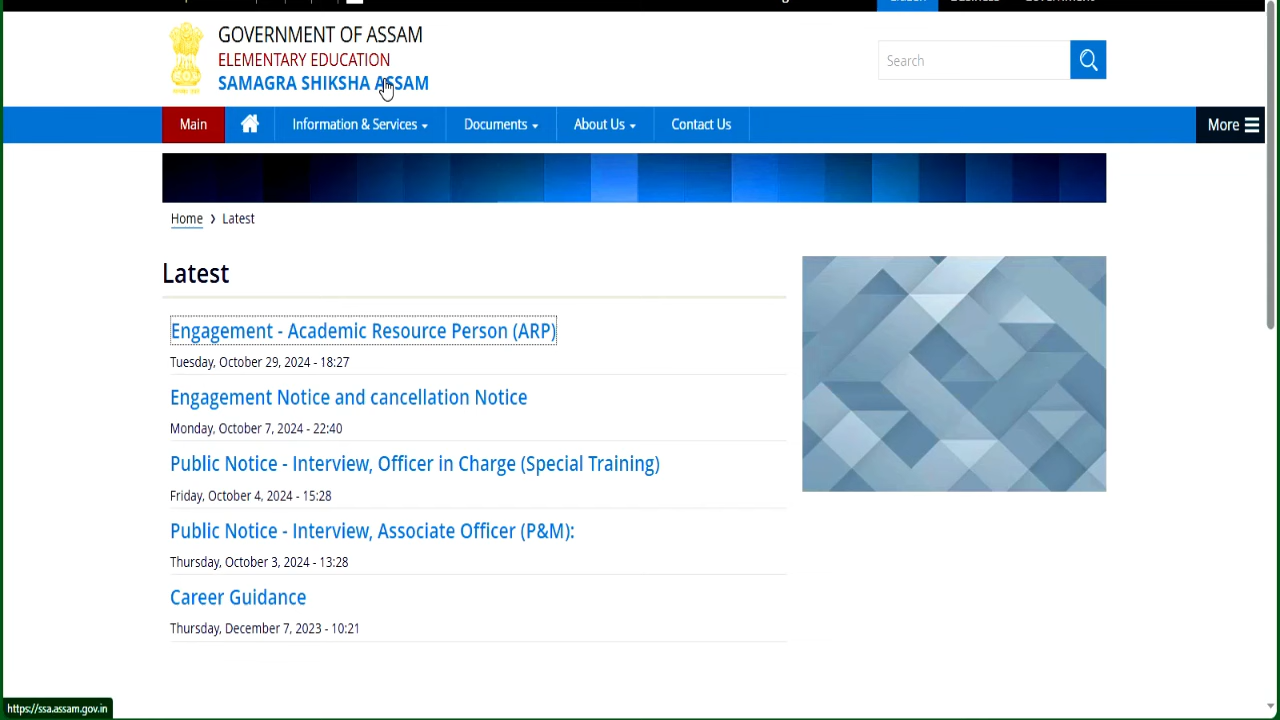 GOVERNMENT OF ASSAM
ELEMENTARY EDUCATION
SAMAGRA SHIKSHA ASSAM
Search
Main
Information & Services
Documents
About Us
Contact Us
More
Home › Latest
Latest
Engagement - Academic Resource Person (ARP)
Tuesday, October 29, 2024 - 18:27
Engagement Notice and cancellation Notice
Monday, October 7, 2024 - 22:40
Public Notice - Interview, Officer in Charge (Special Training)
Friday, October 4, 2024 - 15:28
Public Notice - Interview, Associate Officer (P&M):
Thursday, October 3, 2024 - 13:28
Career Guidance
Thursday, December 7, 2023 - 10:21
https://ssa.assam.gov.in